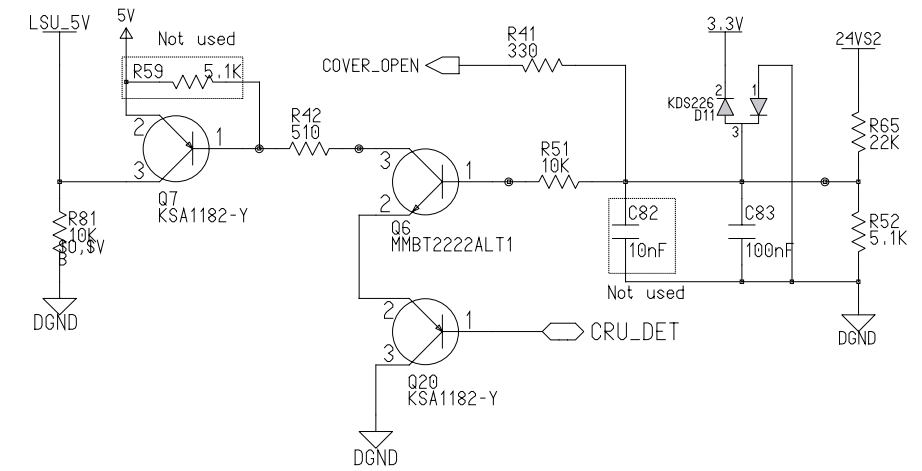 LSU_5V
5V
Not used
R59
5.1K
R42
510
2
1
3
Q7
KSA1182-Y
R81
10K
$0,$V
B
DGND
COVER_OPEN
R41
330
3
1
2
Q6
MMBT2222ALT1
R51
10K
2
1
3
Q20
KSA1182-Y
CRU_DET
DGND
3.3V
2
1
KDS226
D11
3
24VS2
R65
22K
C82
10nF
Not used
C83
100nF
R52
5.1K
DGND